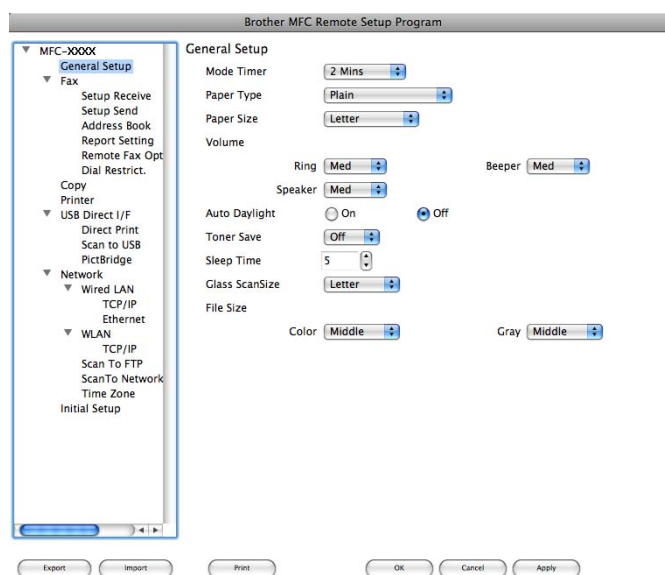 Brother MFC Remote Setup Program
MFC-XXXX
General Setup
Fax
Setup Receive
Setup Send
Address Book
Report Setting
Remote Fax Opt
Dial Restrict.
Copy
Printer
USB Direct I/F
Direct Print
Scan to USB
PictBridge
Network
Wired LAN
TCP/IP
Ethernet
WLAN
TCP/IP
Scan To FTP
ScanTo Network
Time Zone
Initial Setup
General Setup
Mode Timer 2 Mins
Paper Type Plain
Paper Size Letter
Volume
Ring Med Beeper Med
Speaker Med
Auto Daylight On Off
Toner Save Off
Sleep Time 5
Glass ScanSize Letter
File Size
Color Middle Gray Middle
Export Import Print OK Cancel Apply